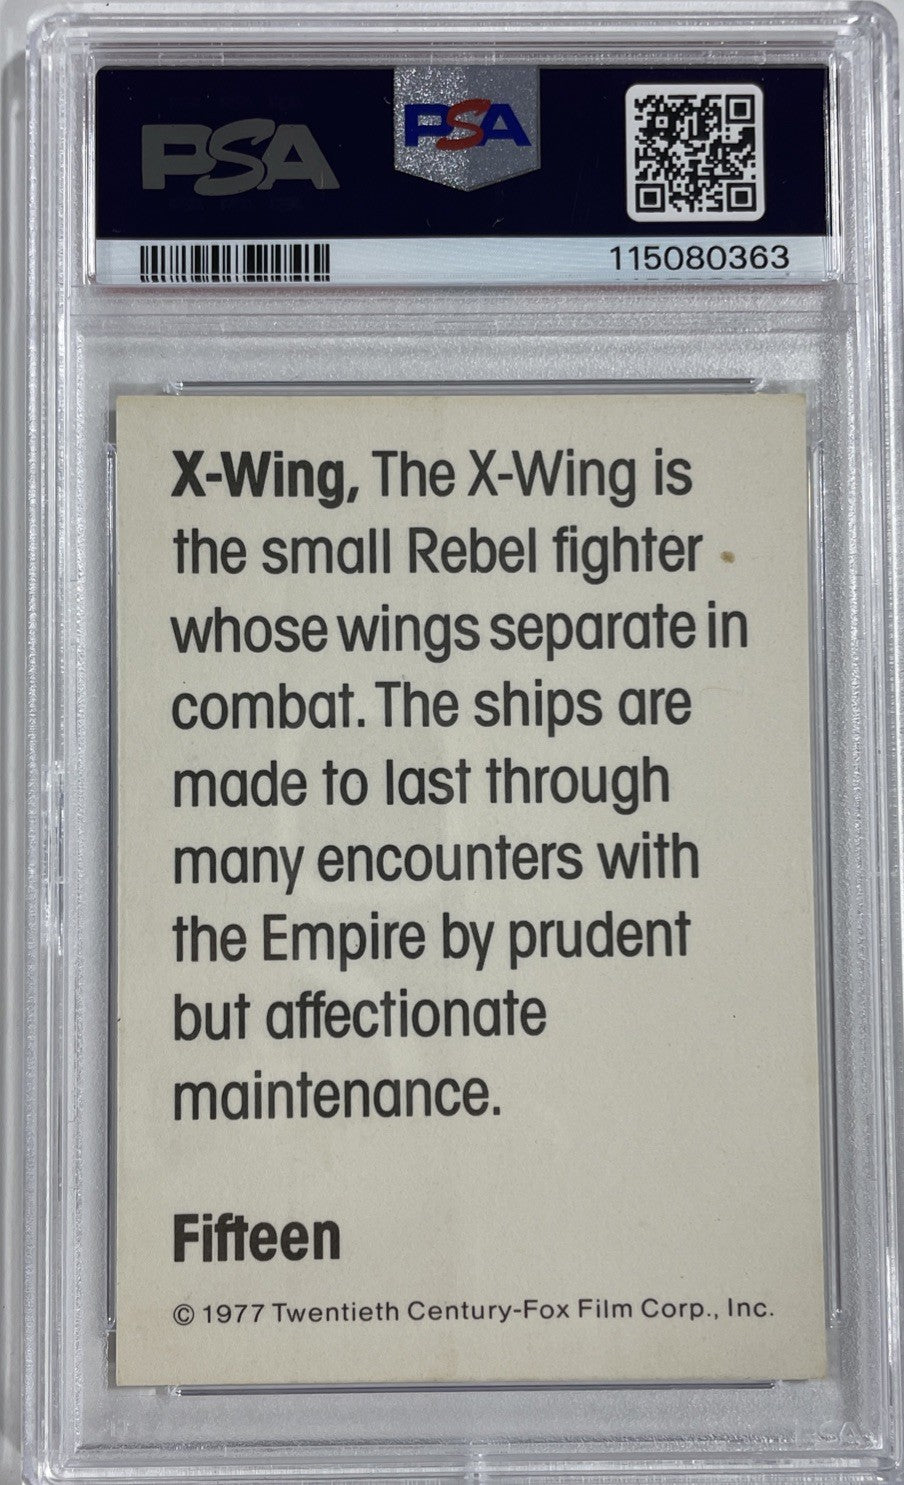 PSA
PSA
115080363
X-Wing, The X-Wing is
the small Rebel fighter
whose wings separate in
combat. The ships are
made to last through
many encounters with
the Empire by prudent
but affectionate
maintenance.
Fifteen
© 1977 Twentieth Century-Fox Film Corp., Inc.